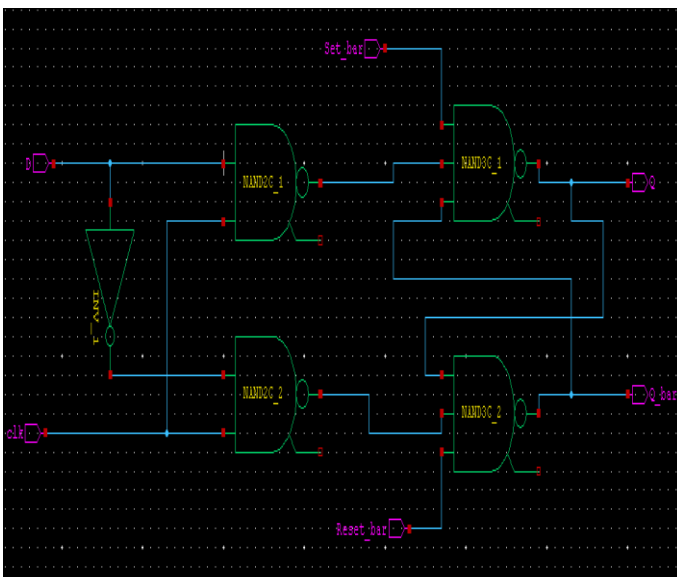 Set_bar
D
NAND2C_1
NAND3C_1
Q
INV_1
NAND2C_2
NAND3C_2
Q_bar
clk
Reset_bar